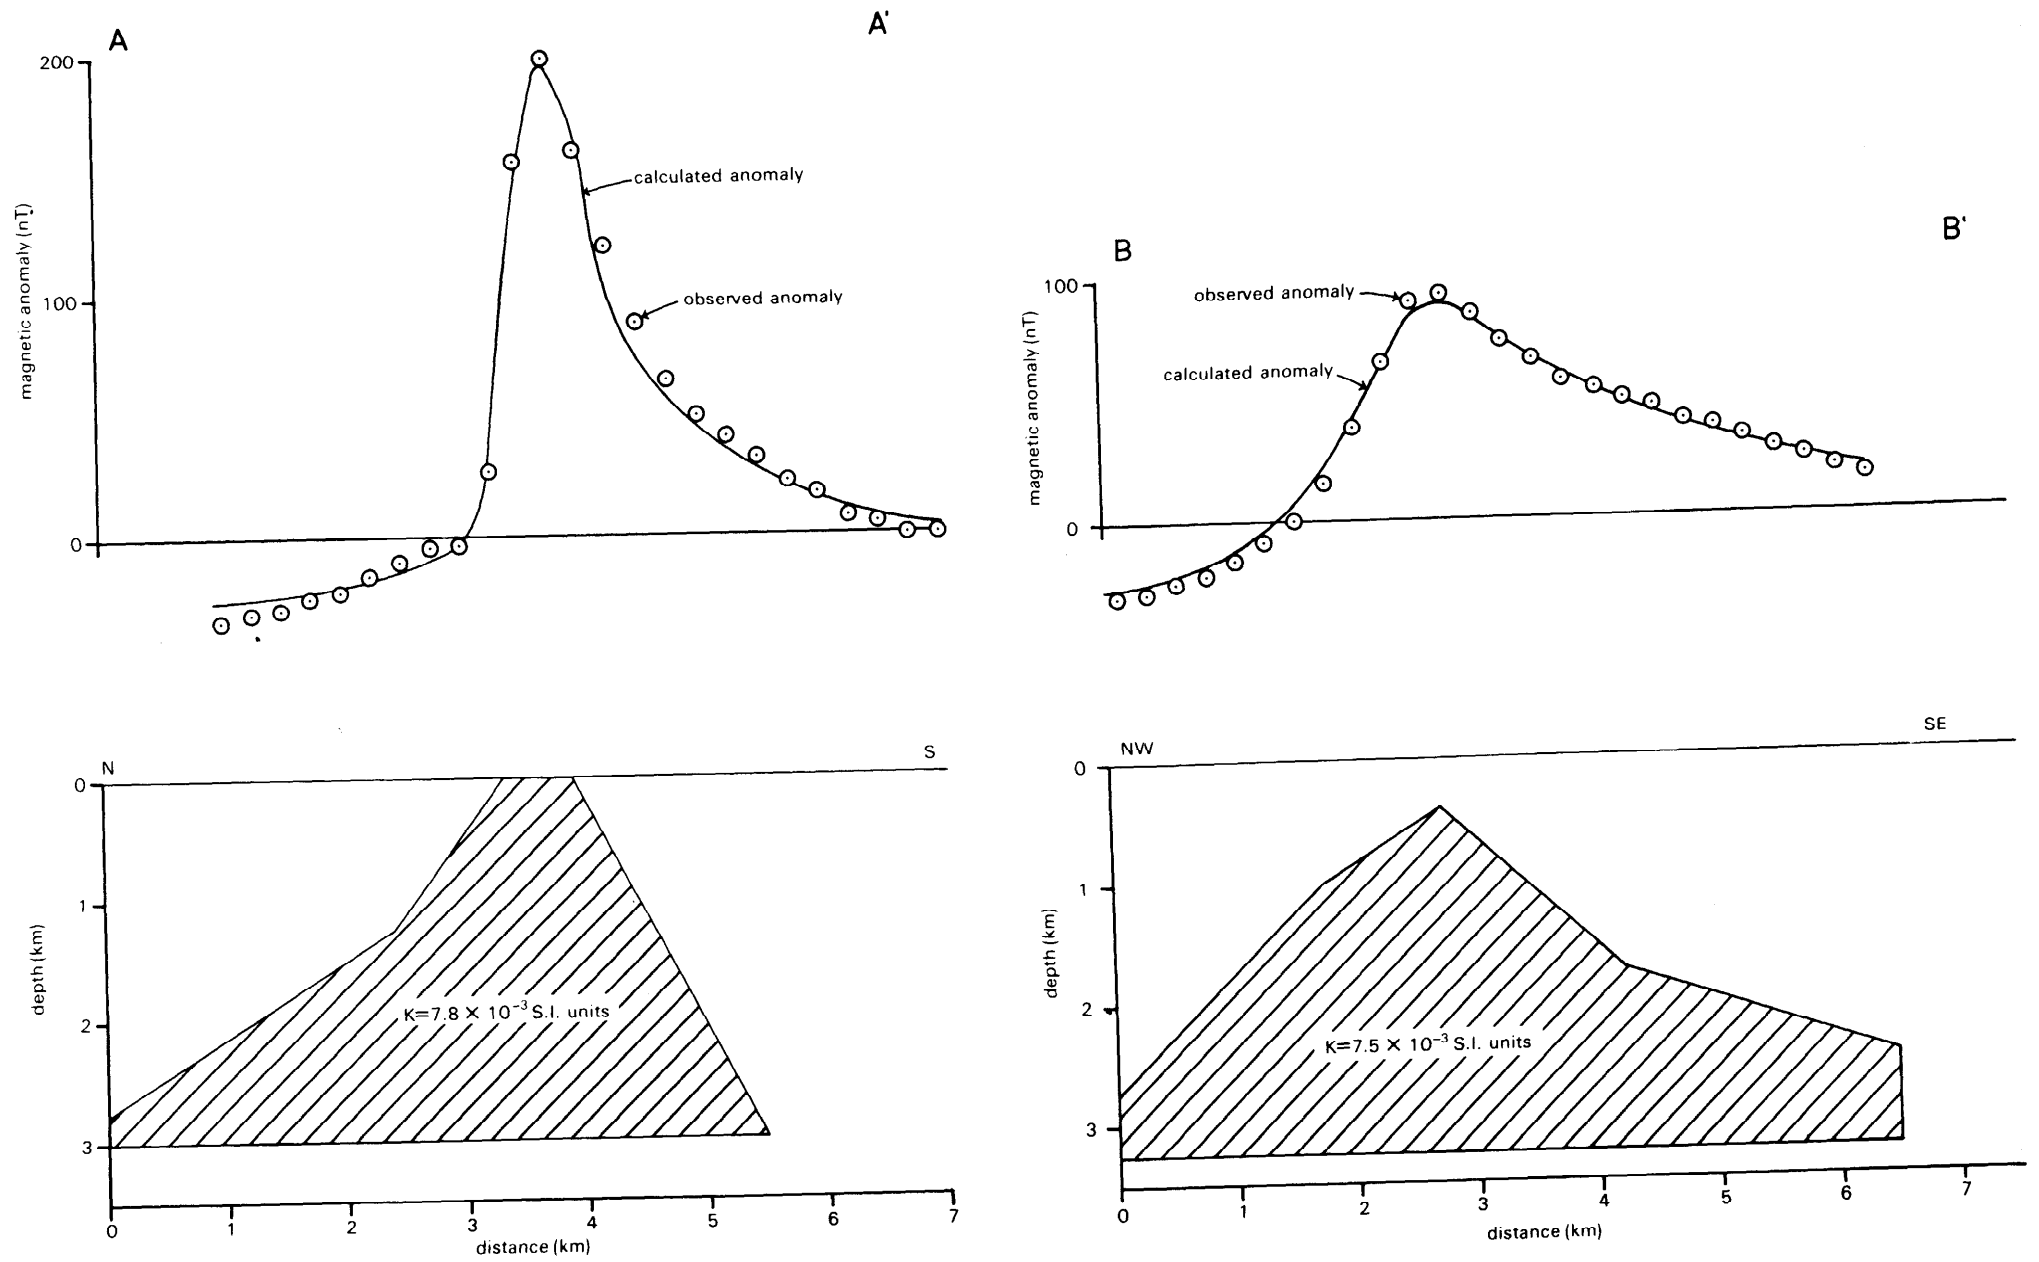 A
A'
200
100
0
magnetic anomaly (nT)
calculated anomaly
observed anomaly
B
B'
100
0
magnetic anomaly (nT)
observed anomaly
calculated anomaly
N
S
0
1
2
3
depth (km)
K=7.8 × 10⁻³ S.I. units
0
1
2
3
4
5
6
7
distance (km)
NW
SE
0
1
2
3
depth (km)
K=7.5 × 10⁻³ S.I. units
0
1
2
3
4
5
6
7
distance (km)